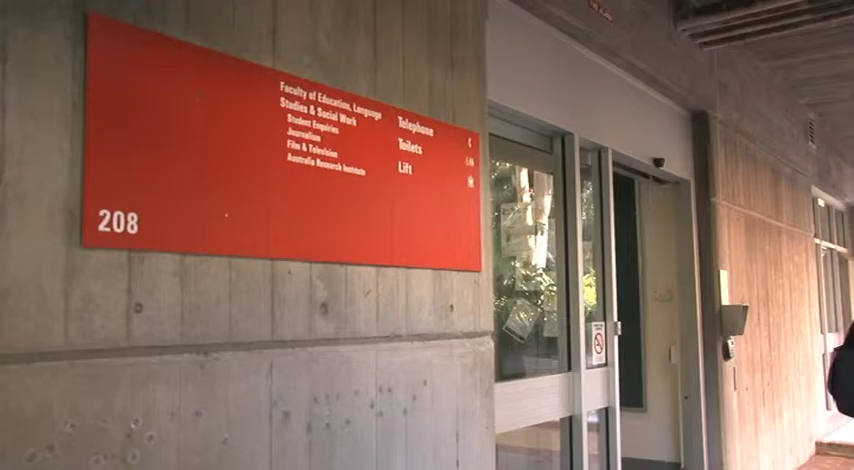 208
Faculty of Education, Language
Studies & Social Work
Student Enquiries
Journalism
Film & Television
Australia Research Institute
Telephone
Toilets
Lift